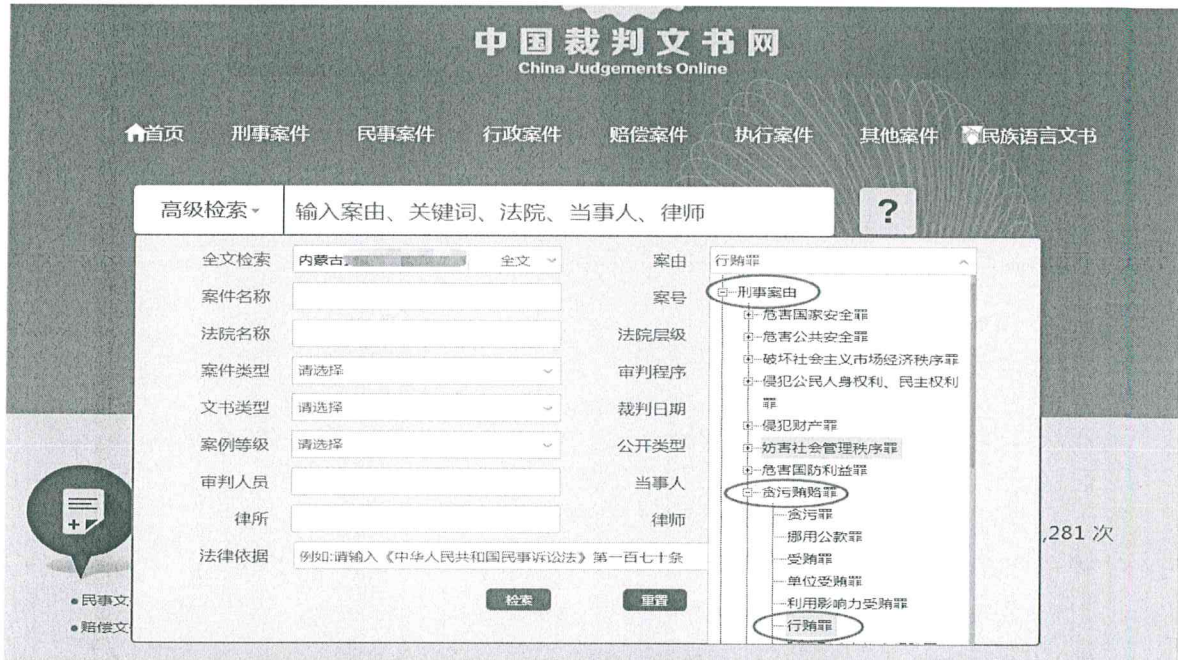 中国裁判文书网
China Judgements Online
首页 刑事案件 民事案件 行政案件 赔偿案件 执行案件 其他案件 民族语言文书
高级检索 输入案由、关键词、法院、当事人、律师 ?
全文检索 内蒙古 全文 案由 行贿罪
案件名称 案号 刑事案由
危害国家安全罪
法院名称 法院层级 危害公共安全罪
破坏社会主义市场经济秩序罪
案件类型 请选择 审判程序 侵犯公民人身权利、民主权利
罪
文书类型 请选择 裁判日期 侵犯财产罪
案例等级 请选择 公开类型 妨害社会管理秩序罪
危害国防利益罪
审判人员 当事人 贪污贿赂罪
贪污罪
律所 律师 挪用公款罪
法律依据 例如:请输入《中华人民共和国民事诉讼法》第一百七十条 受贿罪
单位受贿罪
检索 重置 利用影响力受贿罪
行贿罪
,281 次
民事文
赔偿文